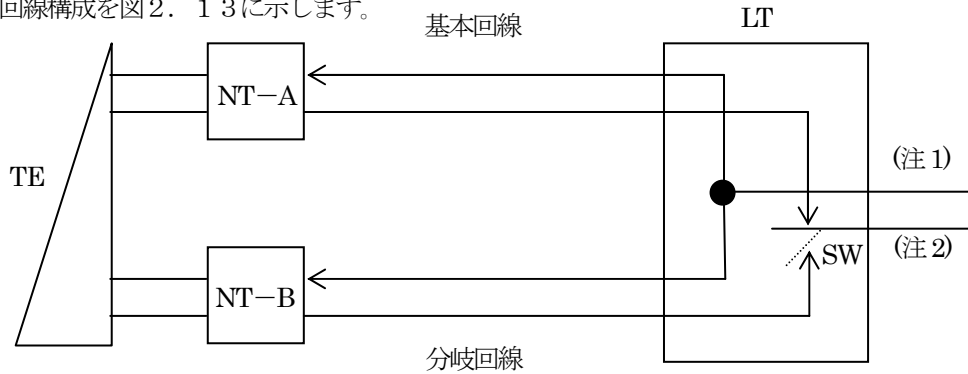 回線構成を図2.13に示します。
基本回線
LT
NT－A
TE
(注1)
(注2)
SW
NT－B
分岐回線